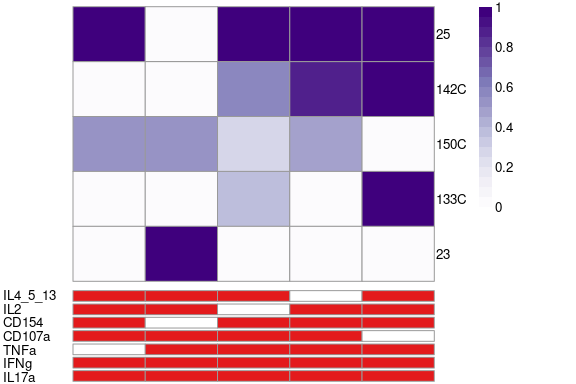 25
142C
150C
133C
23
1
0.8
0.6
0.4
0.2
0
IL4_5_13
IL2
CD154
CD107a
TNFa
IFNg
IL17a